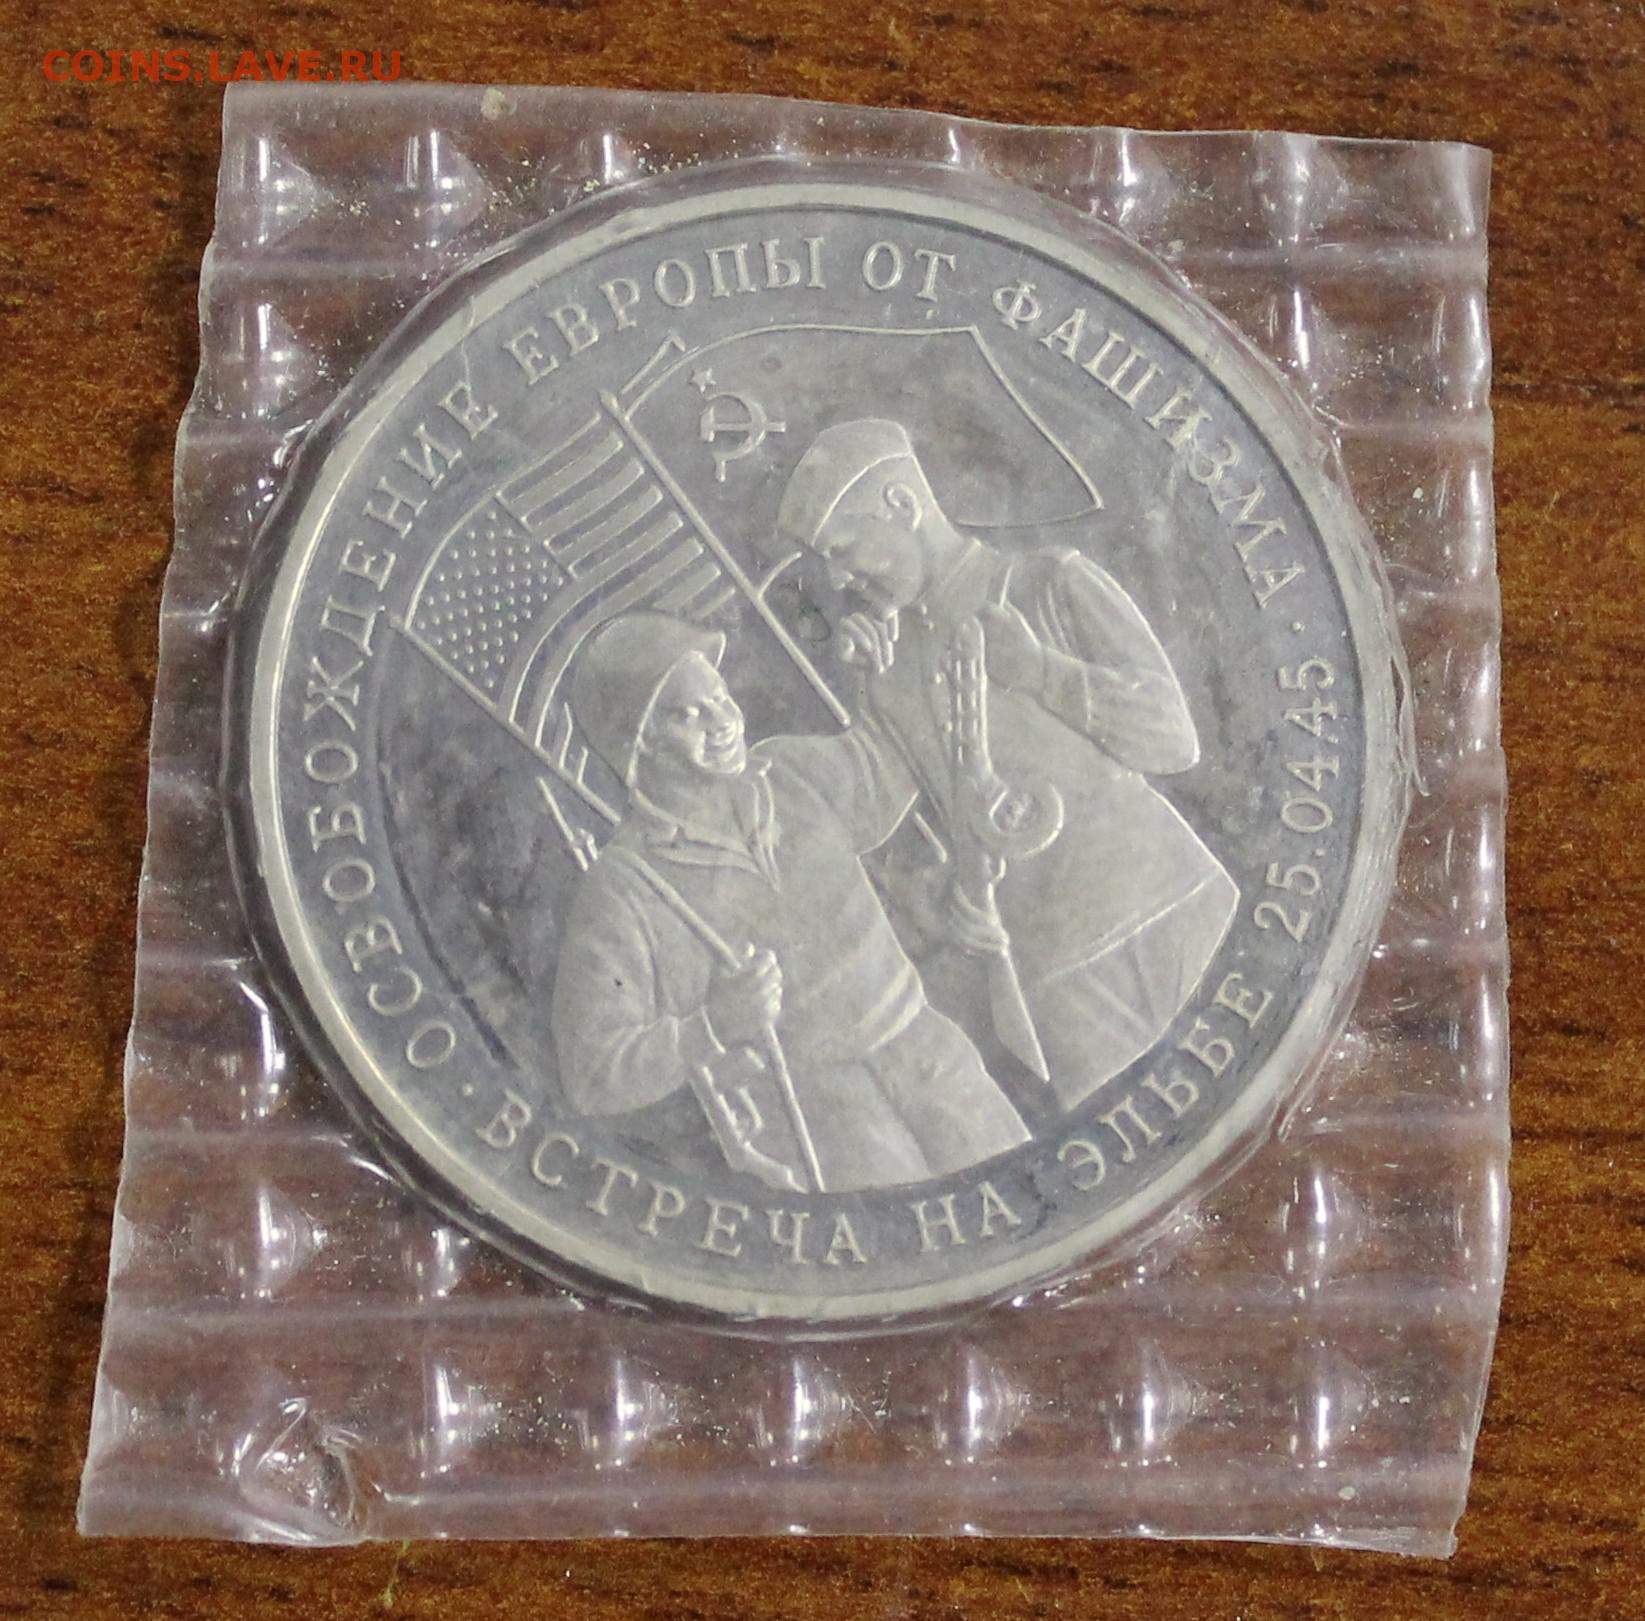 COINS.LAVE.RU
ОСВОБОЖДЕНИЕ ЕВРОПЫ ОТ ФАШИЗМА ·
ВСТРЕЧА НА ЭЛЬБЕ 25.04.45 ·